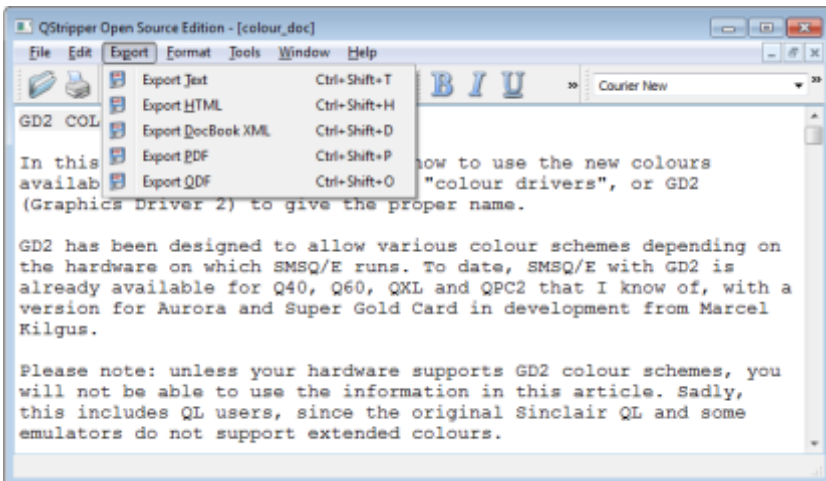 QStripper Open Source Edition - [colour_doc]
File Edit Export Format Tools Window Help
Export Text Ctrl+Shift+T
Export HTML Ctrl+Shift+H
Export DocBook XML Ctrl+Shift+D
Export PDF Ctrl+Shift+P
Export ODF Ctrl+Shift+O
B I U » Courier New »
GD2 COL
In this how to use the new colours
availab "colour drivers", or GD2
(Graphics Driver 2) to give the proper name.
GD2 has been designed to allow various colour schemes depending on
the hardware on which SMSQ/E runs. To date, SMSQ/E with GD2 is
already available for Q40, Q60, QXL and QPC2 that I know of, with a
version for Aurora and Super Gold Card in development from Marcel
Kilgus.
Please note: unless your hardware supports GD2 colour schemes, you
will not be able to use the information in this article. Sadly,
this includes QL users, since the original Sinclair QL and some
emulators do not support extended colours.